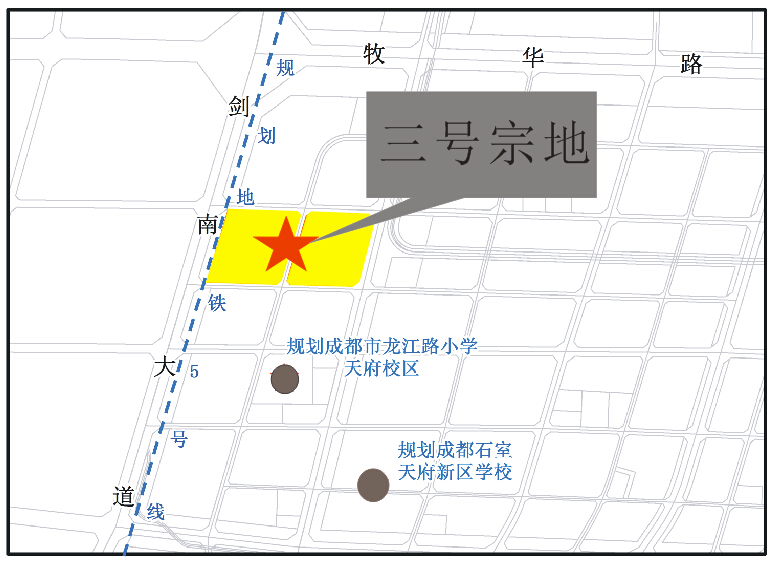 牧华路
剑南大道
规划地铁5号线
三号宗地
规划成都市龙江路小学
天府校区
规划成都石室
天府新区学校